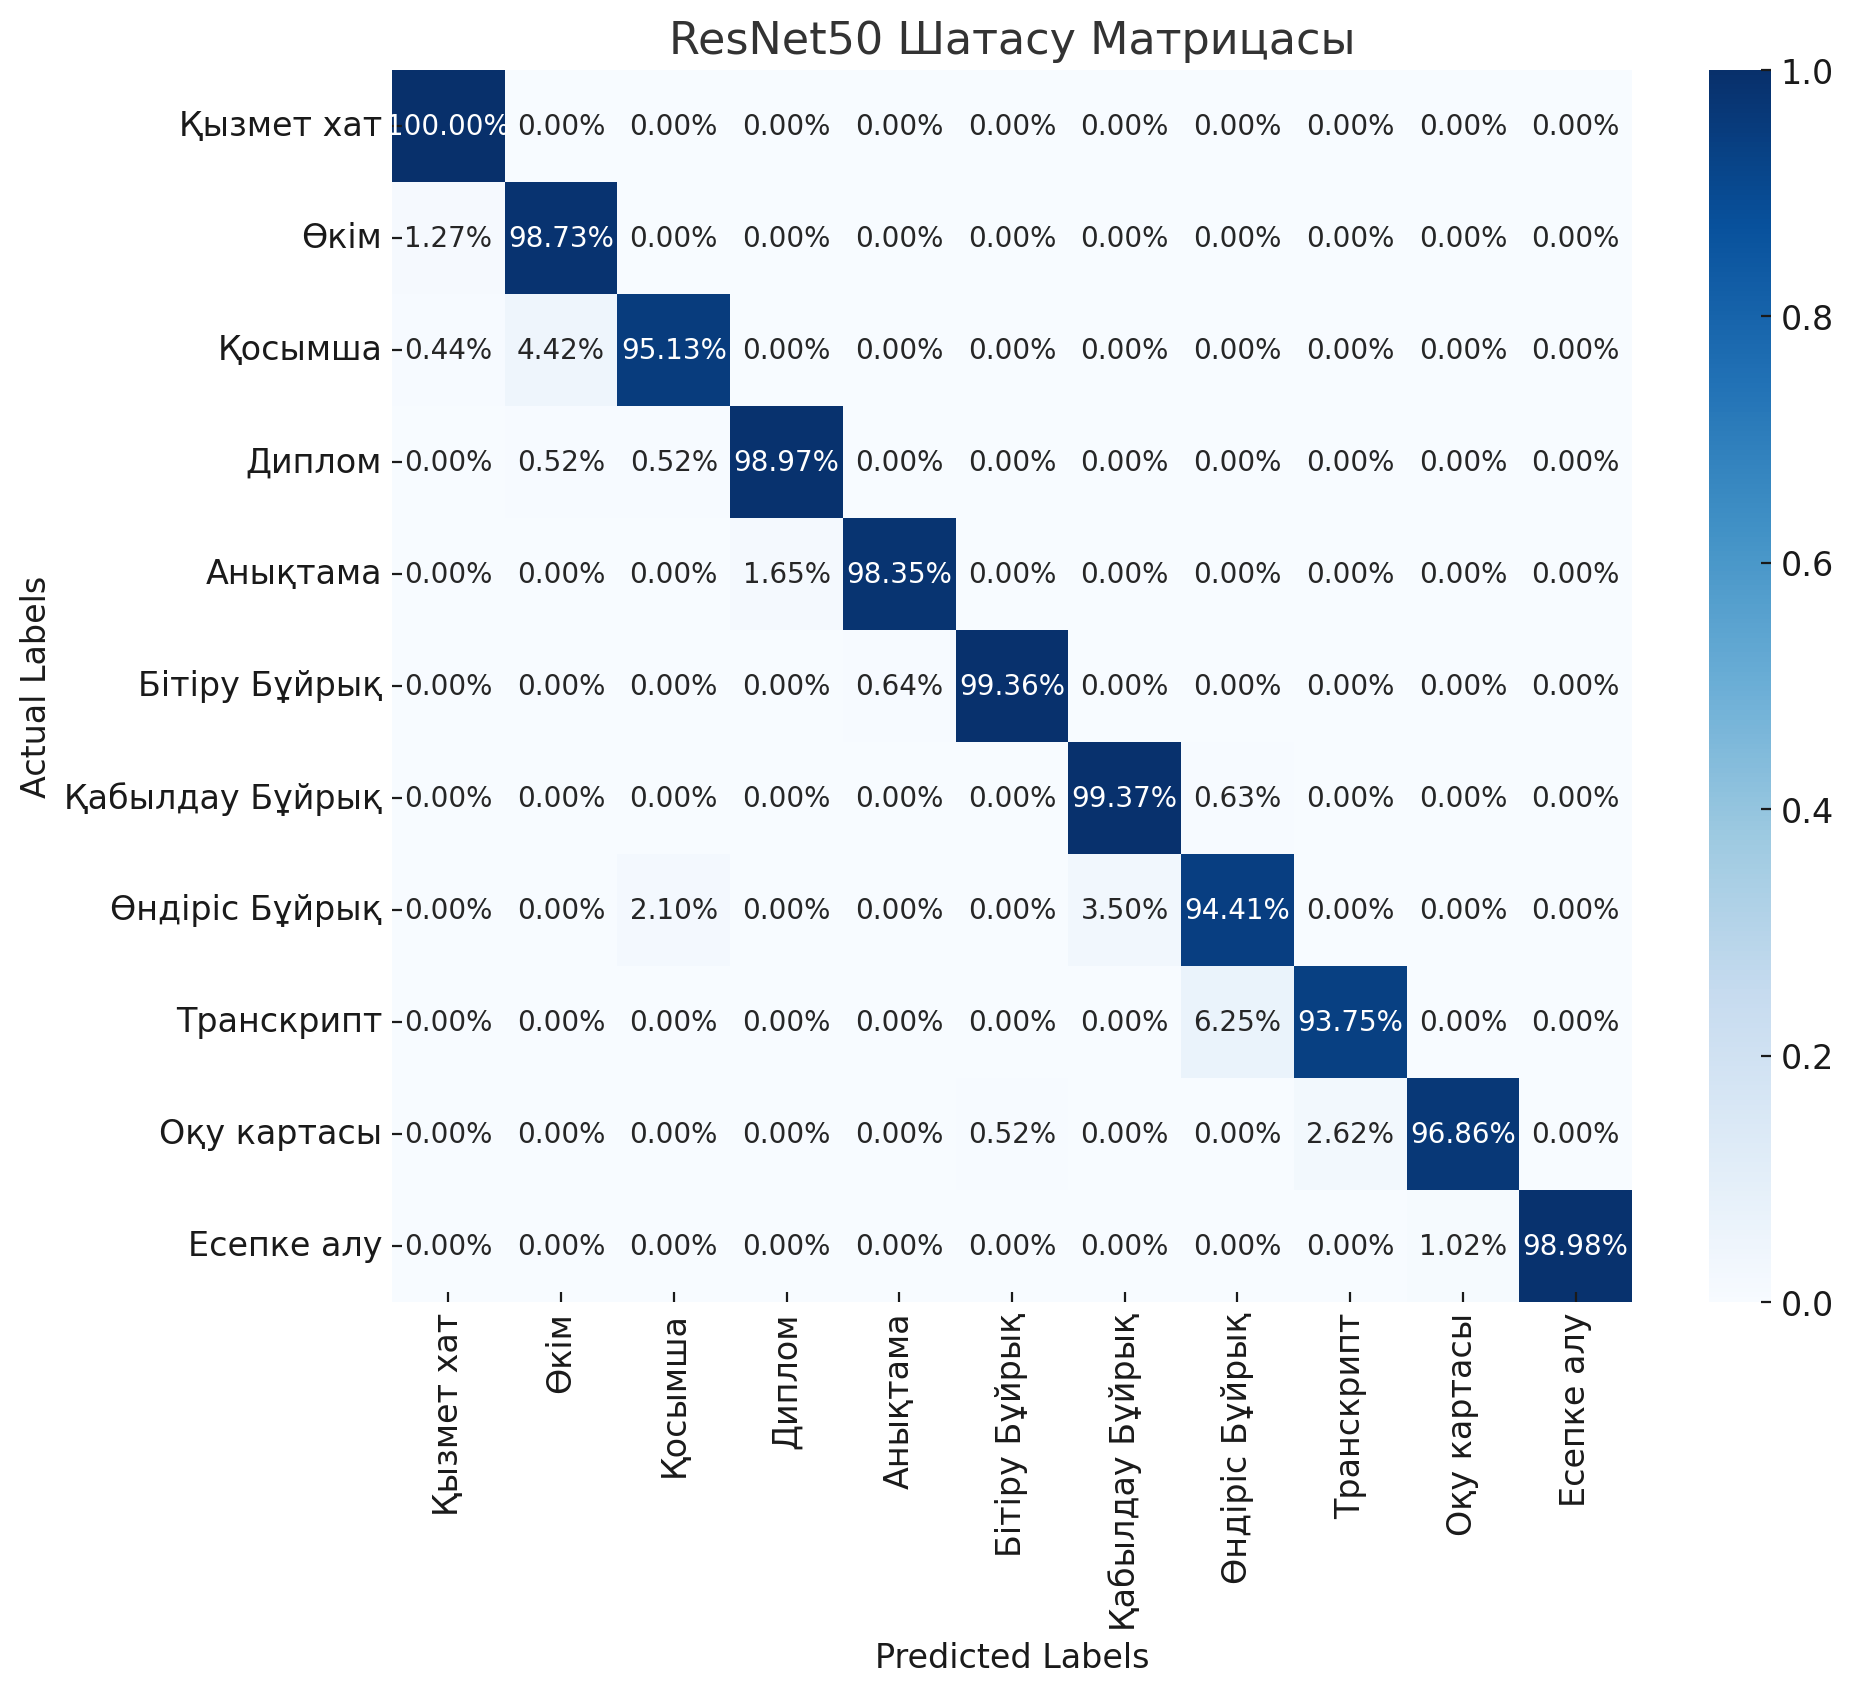 ResNet50 Шатасу Матрицасы
Қызмет хат 100.00% 0.00% 0.00% 0.00% 0.00% 0.00% 0.00% 0.00% 0.00% 0.00% 0.00%
Өкім 1.27% 98.73% 0.00% 0.00% 0.00% 0.00% 0.00% 0.00% 0.00% 0.00% 0.00%
Қосымша 0.44% 4.42% 95.13% 0.00% 0.00% 0.00% 0.00% 0.00% 0.00% 0.00% 0.00%
Диплом 0.00% 0.52% 0.52% 98.97% 0.00% 0.00% 0.00% 0.00% 0.00% 0.00% 0.00%
Анықтама 0.00% 0.00% 0.00% 1.65% 98.35% 0.00% 0.00% 0.00% 0.00% 0.00% 0.00%
Бітіру Бұйрық 0.00% 0.00% 0.00% 0.00% 0.64% 99.36% 0.00% 0.00% 0.00% 0.00% 0.00%
Қабылдау Бұйрық 0.00% 0.00% 0.00% 0.00% 0.00% 0.00% 99.37% 0.63% 0.00% 0.00% 0.00%
Өндіріс Бұйрық 0.00% 0.00% 2.10% 0.00% 0.00% 0.00% 3.50% 94.41% 0.00% 0.00% 0.00%
Транскрипт 0.00% 0.00% 0.00% 0.00% 0.00% 0.00% 0.00% 6.25% 93.75% 0.00% 0.00%
Оқу картасы 0.00% 0.00% 0.00% 0.00% 0.00% 0.52% 0.00% 0.00% 2.62% 96.86% 0.00%
Есепке алу 0.00% 0.00% 0.00% 0.00% 0.00% 0.00% 0.00% 0.00% 0.00% 1.02% 98.98%
Actual Labels
Қызмет хат
Өкім
Қосымша
Диплом
Анықтама
Бітіру Бұйрық
Қабылдау Бұйрық
Өндіріс Бұйрық
Транскрипт
Оқу картасы
Есепке алу
Predicted Labels
1.0
0.8
0.6
0.4
0.2
0.0